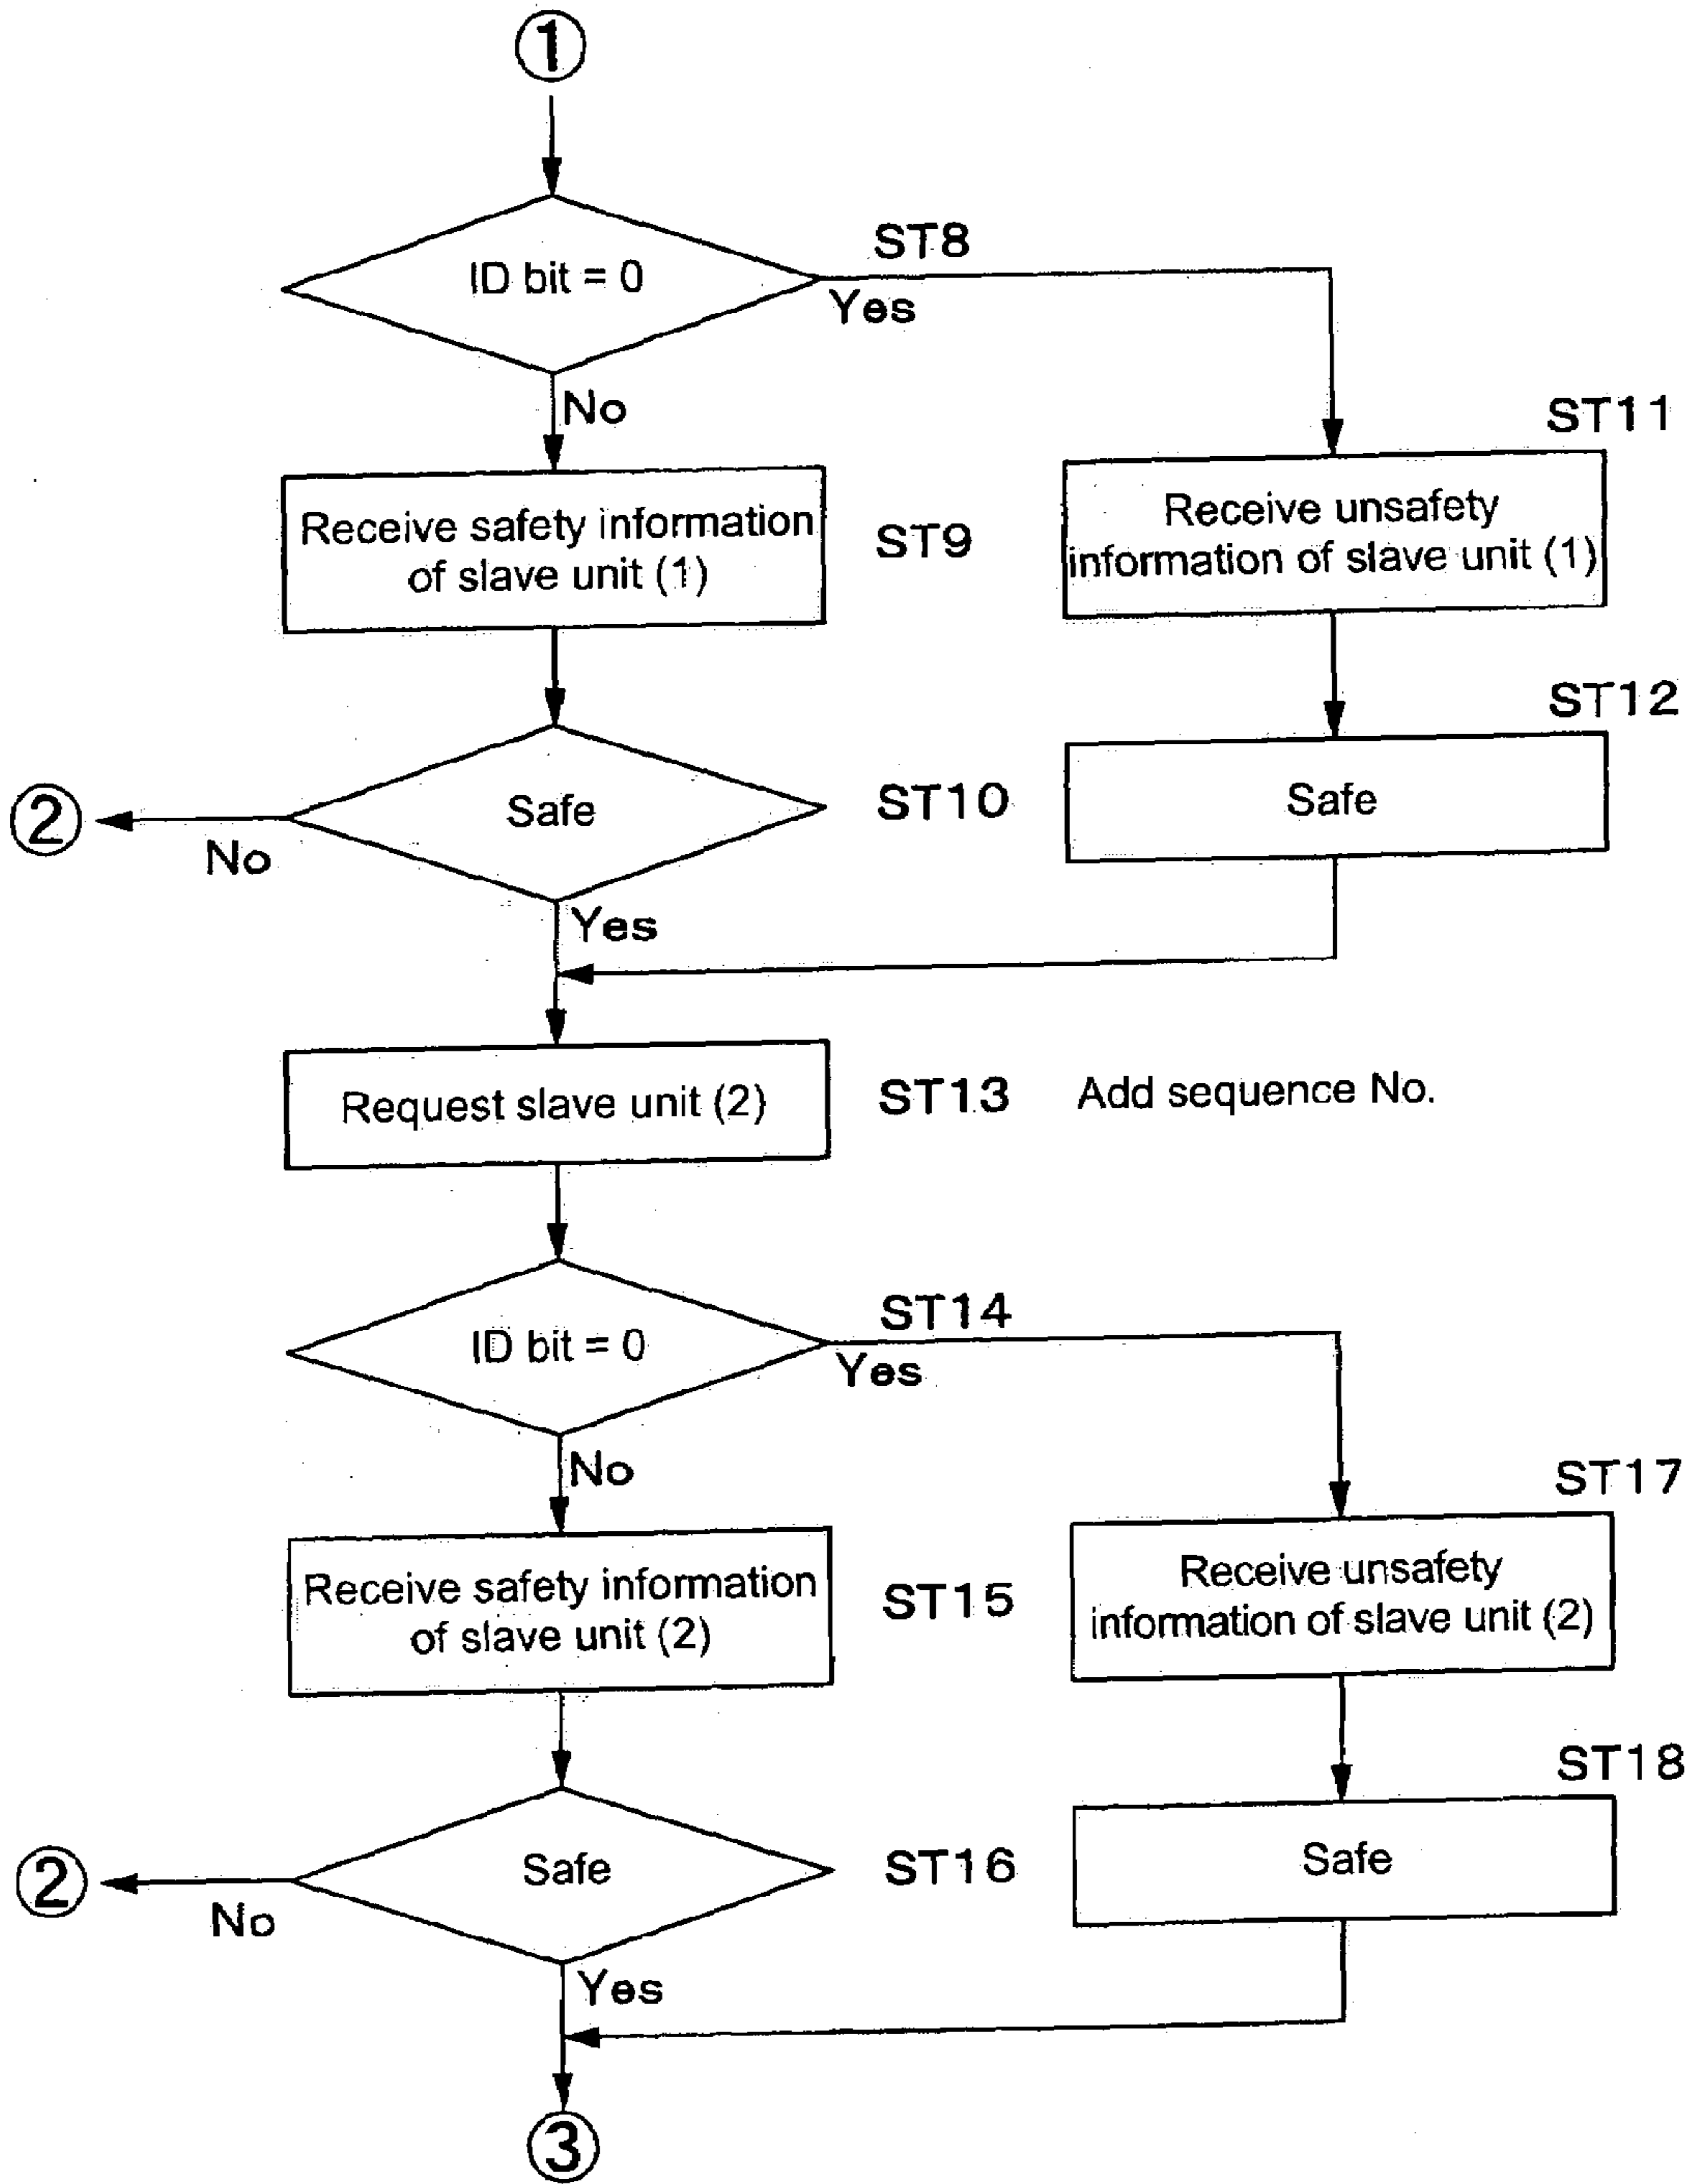 ①
ID bit = 0
ST8
Yes
No
Receive safety information
of slave unit (1)
ST9
ST11
Receive unsafety
information of slave unit (1)
Safe
ST10
②
No
Yes
ST12
Safe
Request slave unit (2)
ST13
Add sequence No.
ID bit = 0
ST14
Yes
No
Receive safety information
of slave unit (2)
ST15
ST17
Receive unsafety
information of slave unit (2)
Safe
ST16
②
No
Yes
ST18
Safe
③